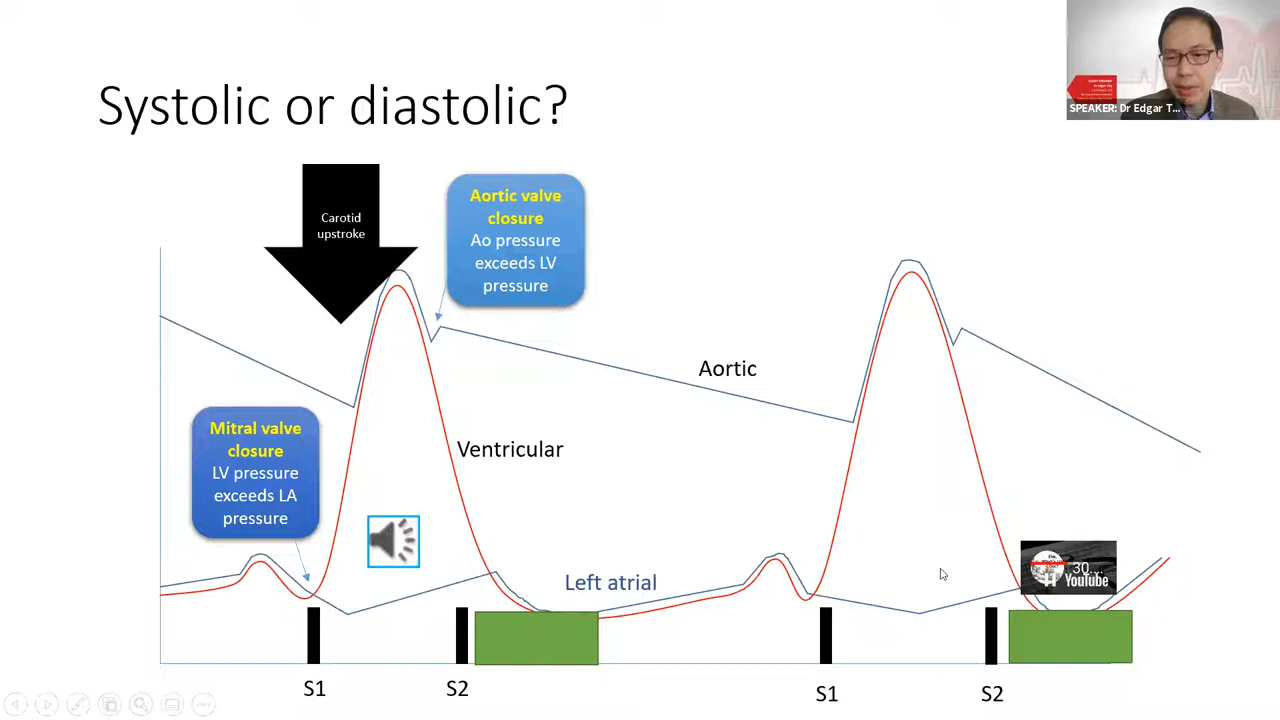 Systolic or diastolic?
SPEAKER: Dr Edgar T...
Carotid
upstroke
Aortic valve
closure
Ao pressure
exceeds LV
pressure
Aortic
Mitral valve
closure
LV pressure
exceeds LA
pressure
Ventricular
Left atrial
30...
YouTube
S1
S2
S1
S2